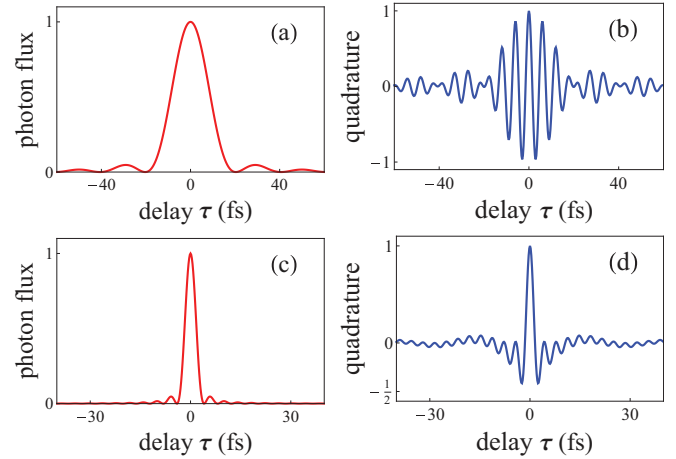 (a)
photon flux
1
0
−40
0
40
delay τ (fs)
(b)
quadrature
1
0
−1
−40
0
40
delay τ (fs)
(c)
photon flux
1
0
−30
0
30
delay τ (fs)
(d)
quadrature
1
0
−1/2
−30
0
30
delay τ (fs)